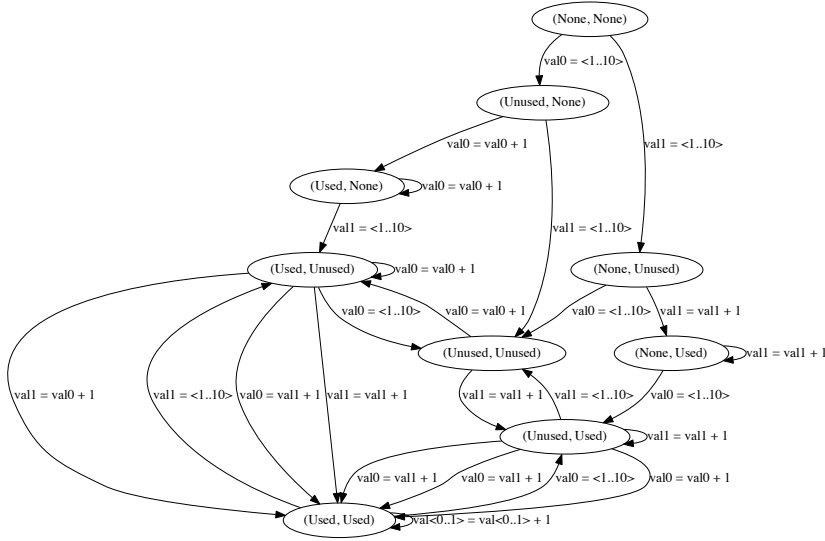 (None, None)
val0 = <1..10>
(Unused, None)
val0 = val0 + 1
val1 = <1..10>
(Used, None)
val0 = val0 + 1
val1 = <1..10>
val1 = <1..10>
(Used, Unused)
val0 = val0 + 1
(None, Unused)
val0 = <1..10>
val0 = val0 + 1
val0 = <1..10>
val1 = val1 + 1
(Unused, Unused)
(None, Used)
val1 = val1 + 1
val1 = val0 + 1
val1 = <1..10>
val0 = val1 + 1
val1 = val1 + 1
val1 = val1 + 1
val1 = <1..10>
val0 = <1..10>
(Unused, Used)
val1 = val1 + 1
val0 = val1 + 1
val0 = val1 + 1
val0 = <1..10>
val0 = val0 + 1
(Used, Used)
val<0..1> = val<0..1> + 1